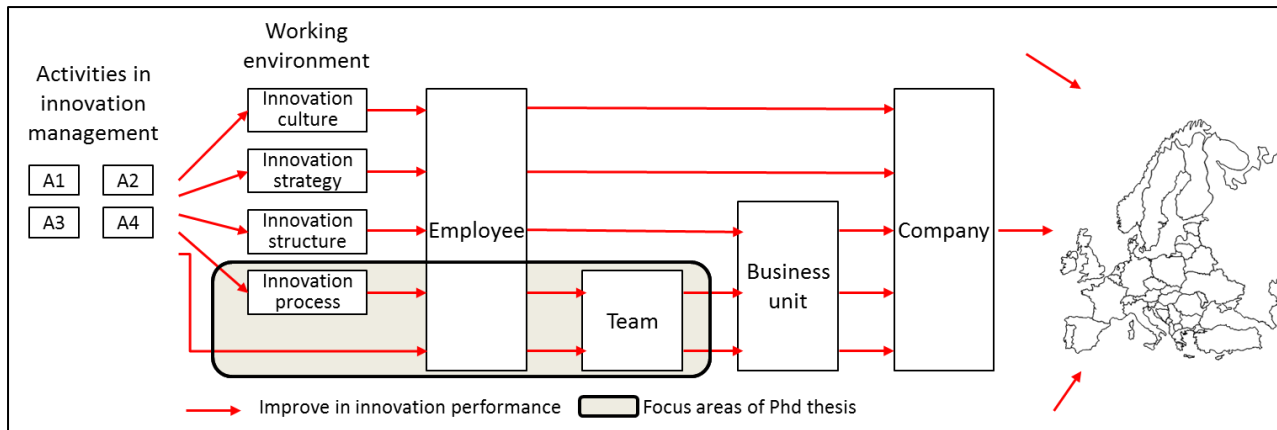 Activities in
innovation
management
A1
A2
A3
A4
Working
environment
Innovation
culture
Innovation
strategy
Innovation
structure
Innovation
process
Employee
Team
Business
unit
Company
Improve in innovation performance
Focus areas of Phd thesis